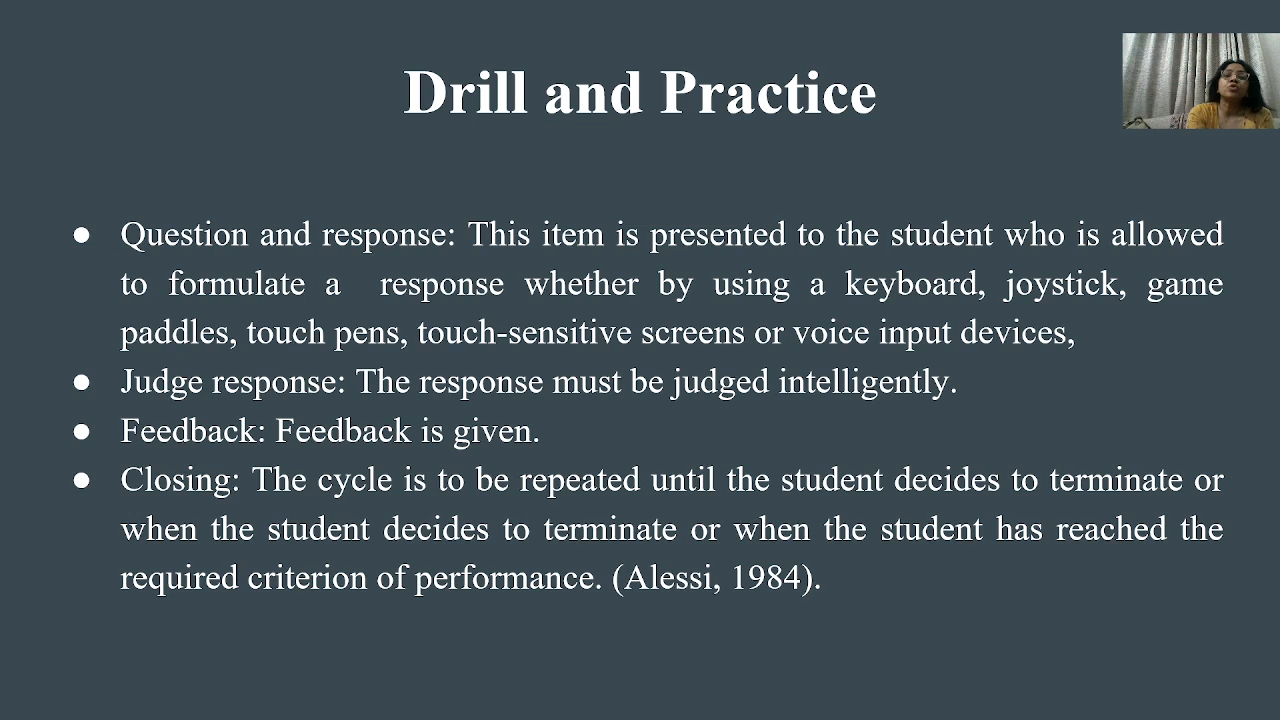 Drill and Practice
● Question and response: This item is presented to the student who is allowed
to formulate a response whether by using a keyboard, joystick, game
paddles, touch pens, touch-sensitive screens or voice input devices,
● Judge response: The response must be judged intelligently.
● Feedback: Feedback is given.
● Closing: The cycle is to be repeated until the student decides to terminate or
when the student decides to terminate or when the student has reached the
required criterion of performance. (Alessi, 1984).